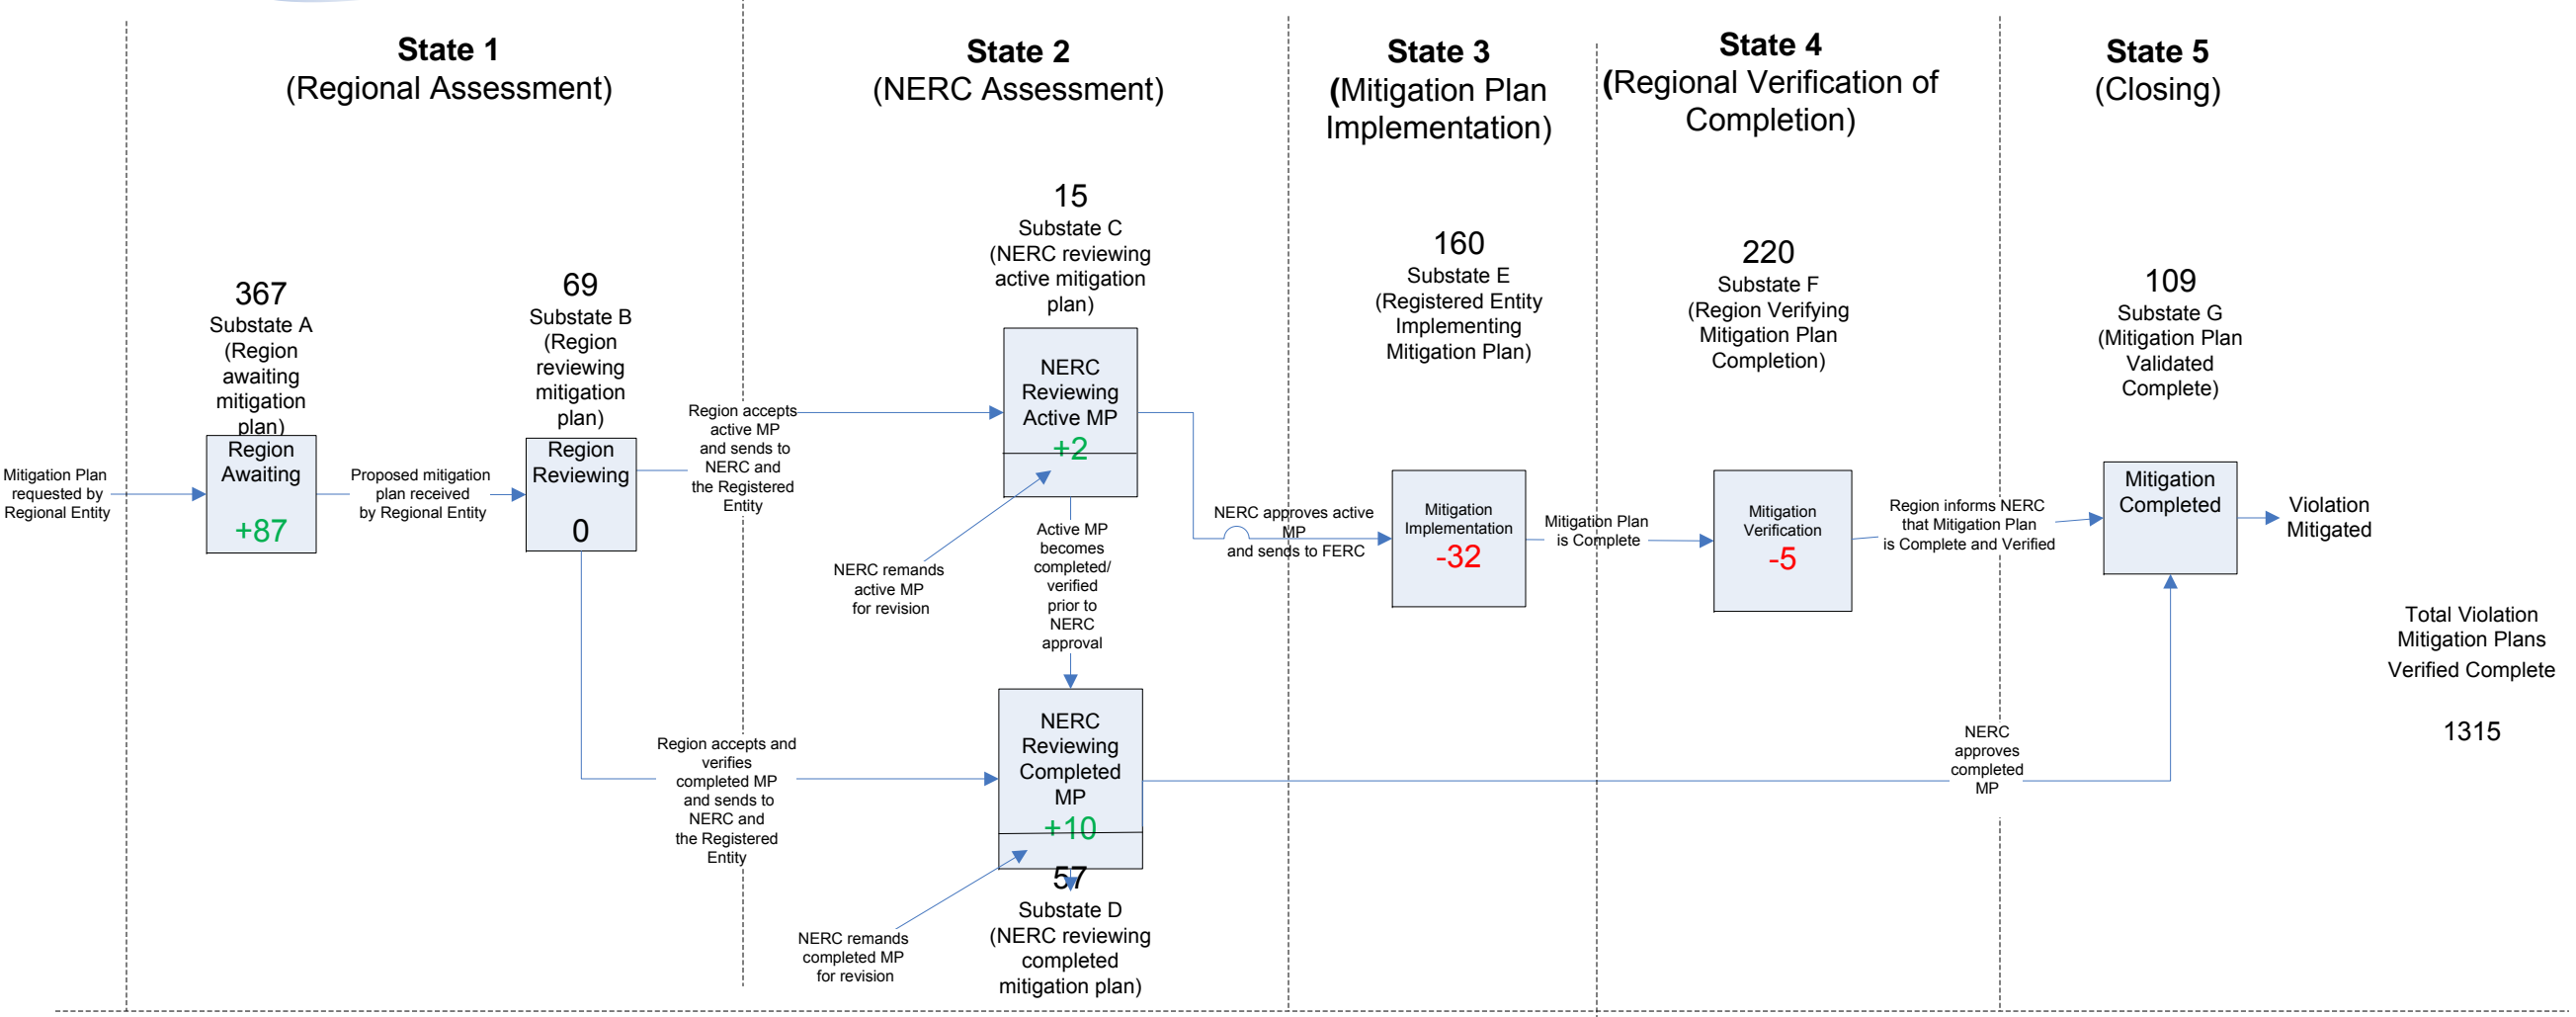 State 1
(Regional Assessment)
State 2
(NERC Assessment)
State 3
(Mitigation Plan
Implementation)
State 4
(Regional Verification of
Completion)
State 5
(Closing)
367
Substate A
(Region
awaiting
mitigation
plan)
Region
Awaiting
+87
69
Substate B
(Region
reviewing
mitigation
plan)
Region
Reviewing
0
15
Substate C
(NERC reviewing
active mitigation
plan)
NERC
Reviewing
Active MP
+2
160
Substate E
(Registered Entity
Implementing
Mitigation Plan)
Mitigation
Implementation
-32
220
Substate F
(Region Verifying
Mitigation Plan
Completion)
Mitigation
Verification
-5
109
Substate G
(Mitigation Plan
Validated
Complete)
Mitigation
Completed
Mitigation Plan
requested by
Regional Entity
Proposed mitigation
plan received
by Regional Entity
Region accepts
active MP
and sends to
NERC and
the Registered
Entity
NERC remands
active MP
for revision
Active MP
becomes
completed/
verified
prior to
NERC
approval
NERC approves active
MP
and sends to FERC
Mitigation Plan
is Complete
Region informs NERC
that Mitigation Plan
is Complete and Verified
Violation
Mitigated
Total Violation
Mitigation Plans
Verified Complete
1315
Region accepts and
verifies
completed MP
and sends to
NERC and
the Registered
Entity
NERC
Reviewing
Completed
MP
+10
57
Substate D
(NERC reviewing
completed
mitigation plan)
NERC remands
completed MP
for revision
NERC
approves
completed
MP